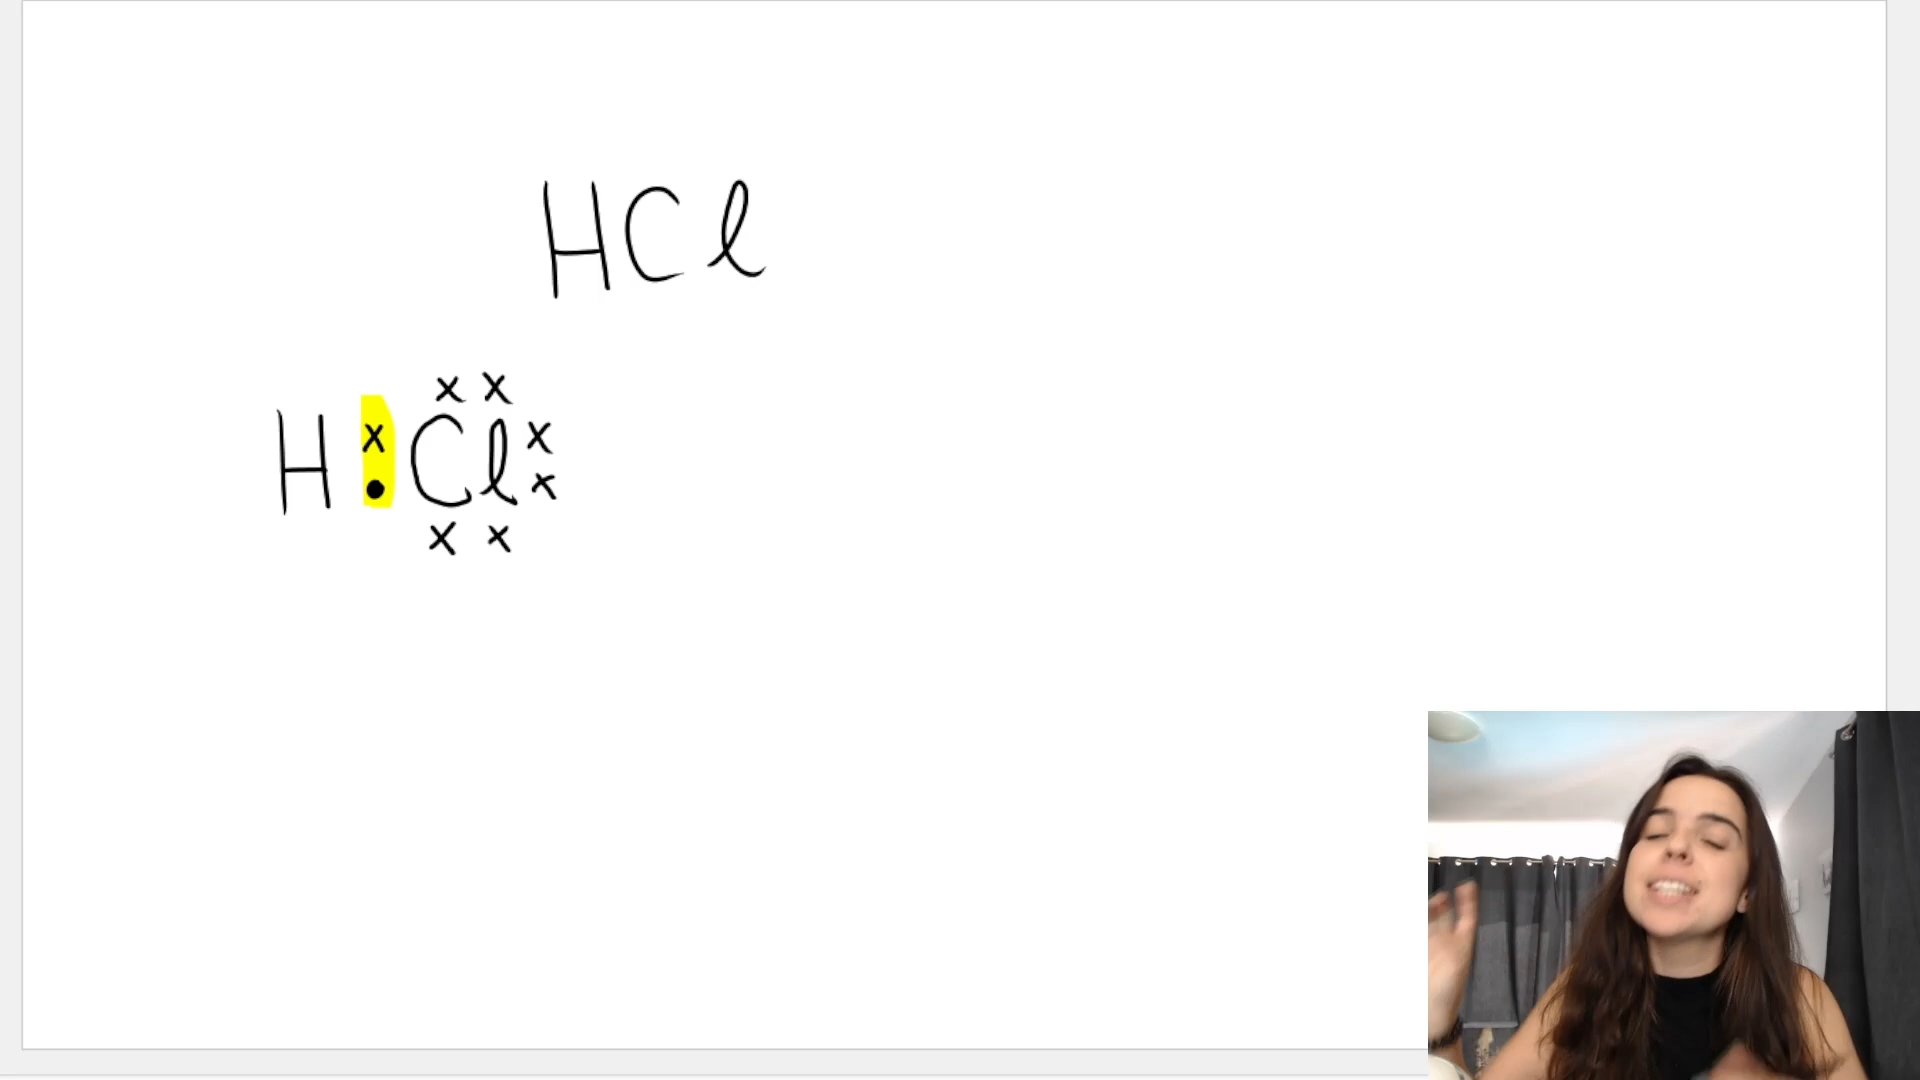 HCl
x x
H x Cl x
• x
x x